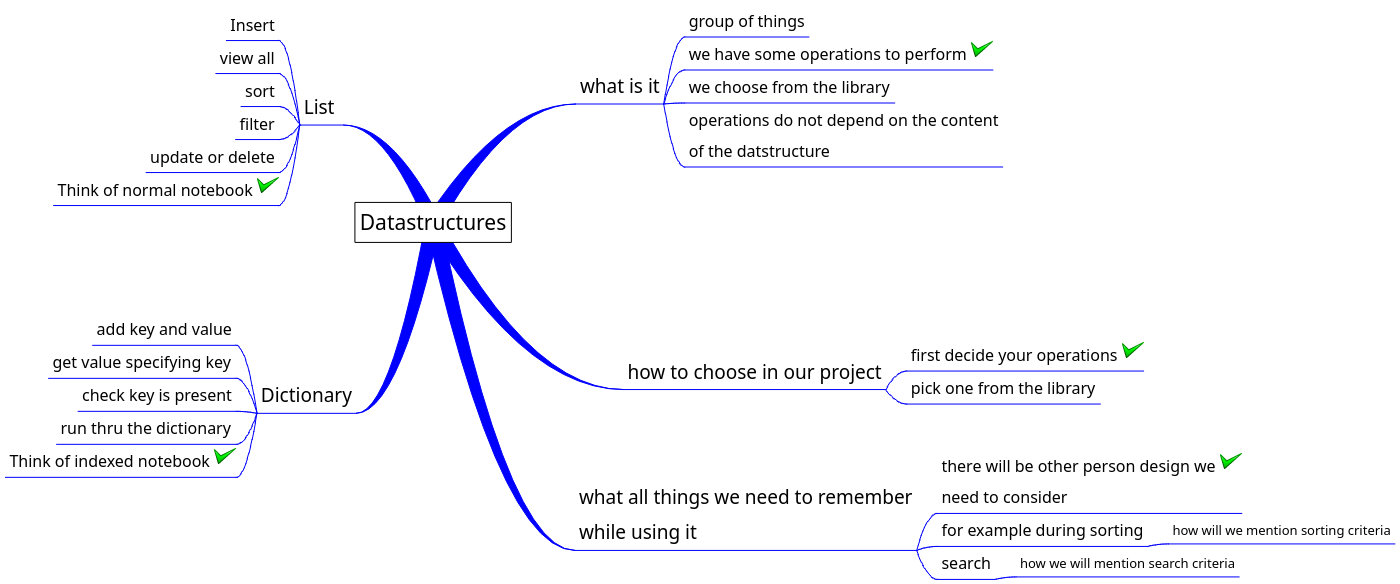 Datastructures
what is it
group of things
we have some operations to perform
we choose from the library
operations do not depend on the content
of the datstructure
how to choose in our project
first decide your operations
pick one from the library
what all things we need to remember
while using it
there will be other person design we
need to consider
for example during sorting
how will we mention sorting criteria
search
how we will mention search criteria
List
Insert
view all
sort
filter
update or delete
Think of normal notebook
Dictionary
add key and value
get value specifying key
check key is present
run thru the dictionary
Think of indexed notebook